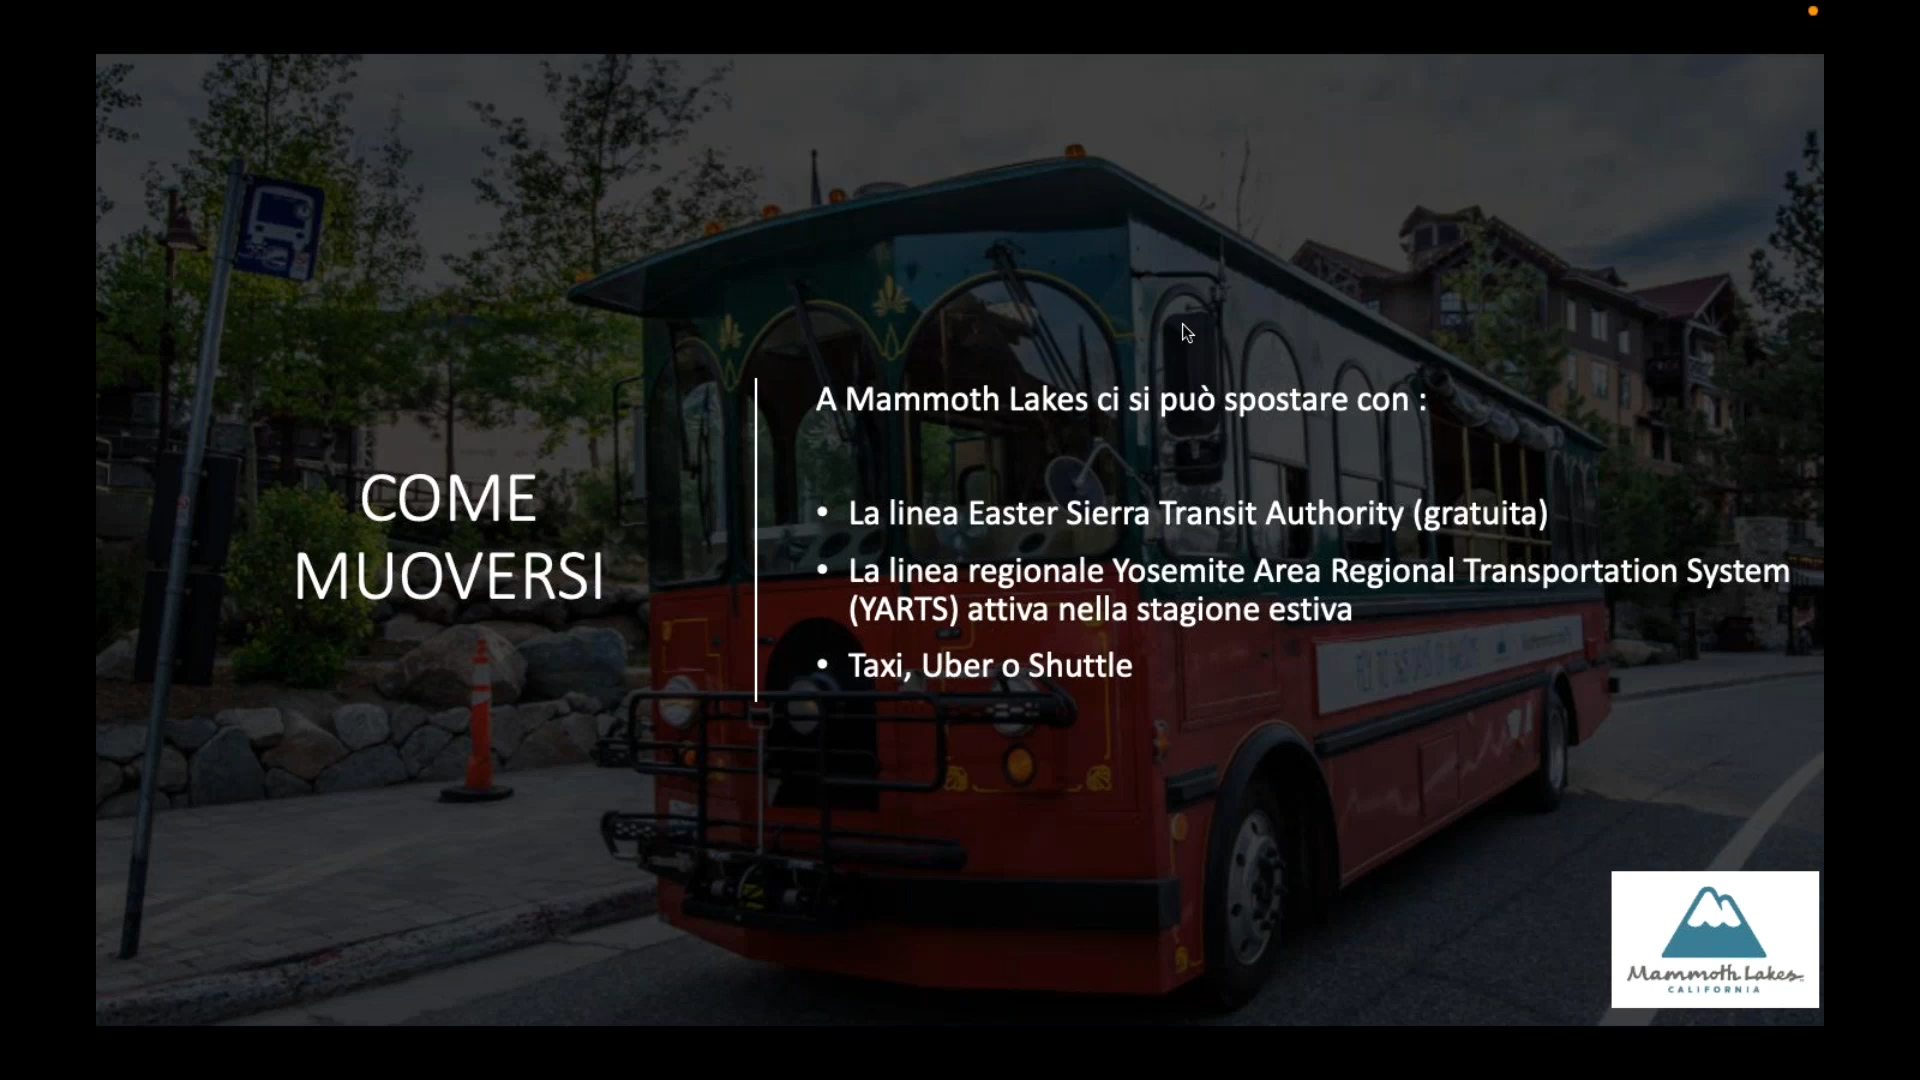 COME
MUOVERSI
A Mammoth Lakes ci si può spostare con :
• La linea Easter Sierra Transit Authority (gratuita)
• La linea regionale Yosemite Area Regional Transportation System
(YARTS) attiva nella stagione estiva
• Taxi, Uber o Shuttle
Mammoth Lakes
CALIFORNIA